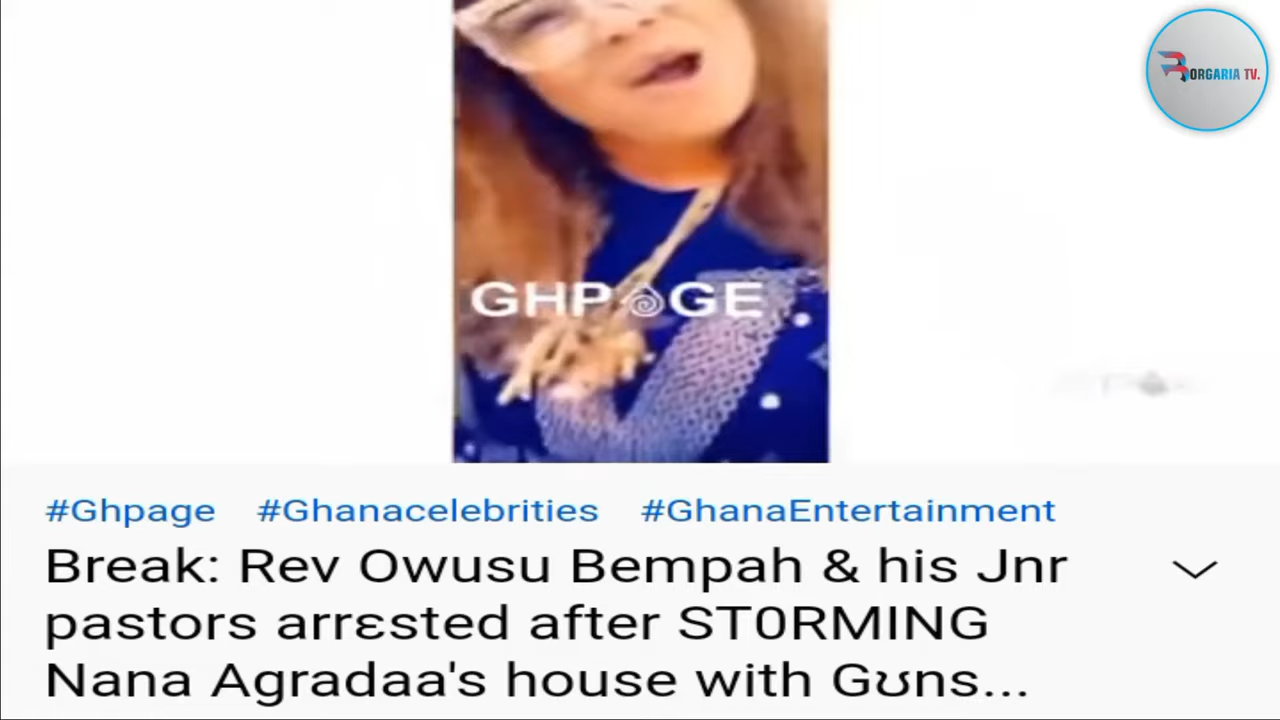 BORGARIA TV.
GHPAGE
#Ghpage #Ghanacelebrities #GhanaEntertainment
Break: Rev Owusu Bempah & his Jnr
pastors arrɛsted after ST0RMING
Nana Agradaa's house with Gʊns...